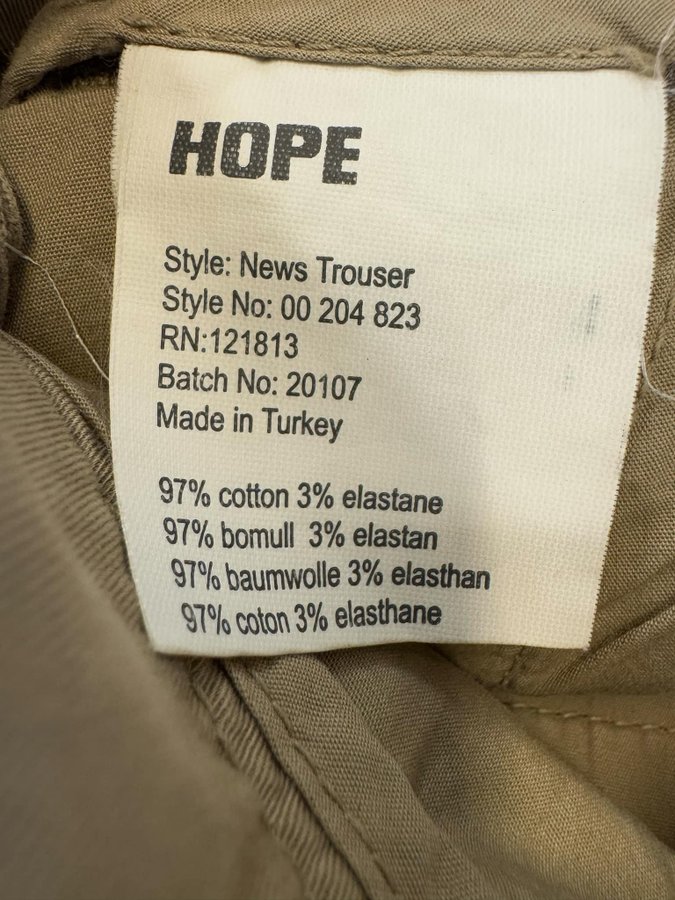 HOPE
Style: News Trouser
Style No: 00 204 823
RN:121813
Batch No: 20107
Made in Turkey
97% cotton 3% elastane
97% bomull 3% elastan
97% baumwolle 3% elasthan
97% coton 3% elasthane